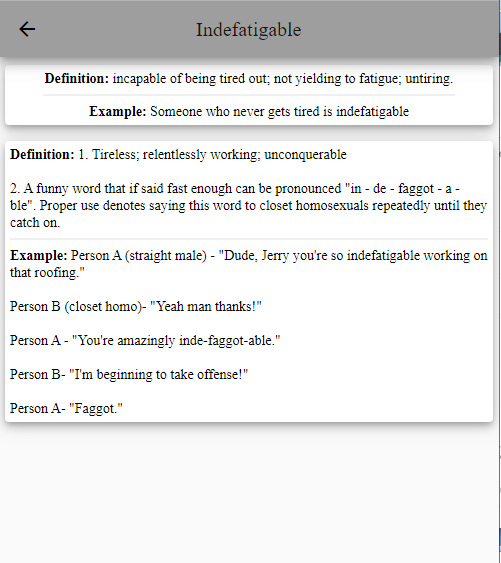 Indefatigable
Definition: incapable of being tired out; not yielding to fatigue; untiring.
Example: Someone who never gets tired is indefatigable
Definition: 1. Tireless; relentlessly working; unconquerable
2. A funny word that if said fast enough can be pronounced "in - de - faggot - a -
ble". Proper use denotes saying this word to closet homosexuals repeatedly until they
catch on.
Example: Person A (straight male) - "Dude, Jerry you're so indefatigable working on
that roofing."
Person B (closet homo)- "Yeah man thanks!"
Person A - "You're amazingly inde-faggot-able."
Person B- "I'm beginning to take offense!"
Person A- "Faggot."